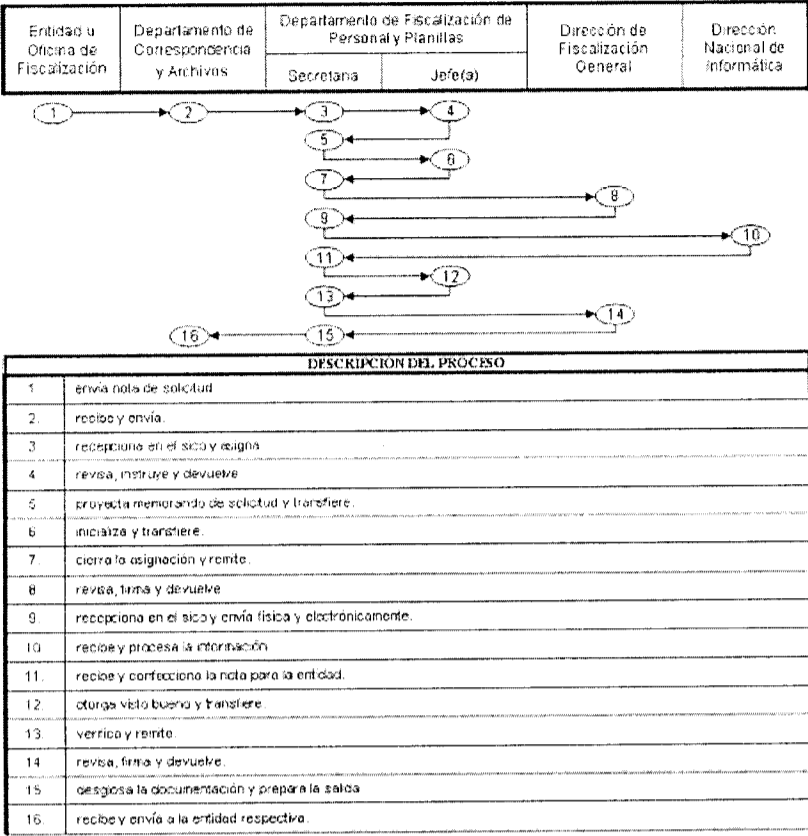 Entidad u
Oficina de
Fiscalización
Departamento de
Correspondencia
y Archivos
Departamento de Fiscalización de
Personal y Planillas
Secretaria
Jefe(a)
Dirección de
Fiscalización
General
Dirección
Nacional de
Informática
1
2
3
4
5
6
7
8
9
10
11
12
13
14
16
15
DESCRIPCION DEL PROCESO
1. envía nota de solicitud
2. recibe y envía.
3 recepciona en el sico y asigna
4 revisa, instruye y devuelve
5 proyecta memorando de solicitud y transfiere.
6 inicializa y transfiere.
7. cierra la asignación y remite.
8 revisa, firma y devuelve
9. recepciona en el sico y envía física y electrónicamente.
10 recibe y procesa la información
11. recibe y confecciona la nota para la entidad.
12. otorga visto bueno y transfiere.
13. verifica y remite.
14 revisa, firma y devuelve.
15 desglosa la documentación y prepara la salida
16. recibe y envía a la entidad respectiva.